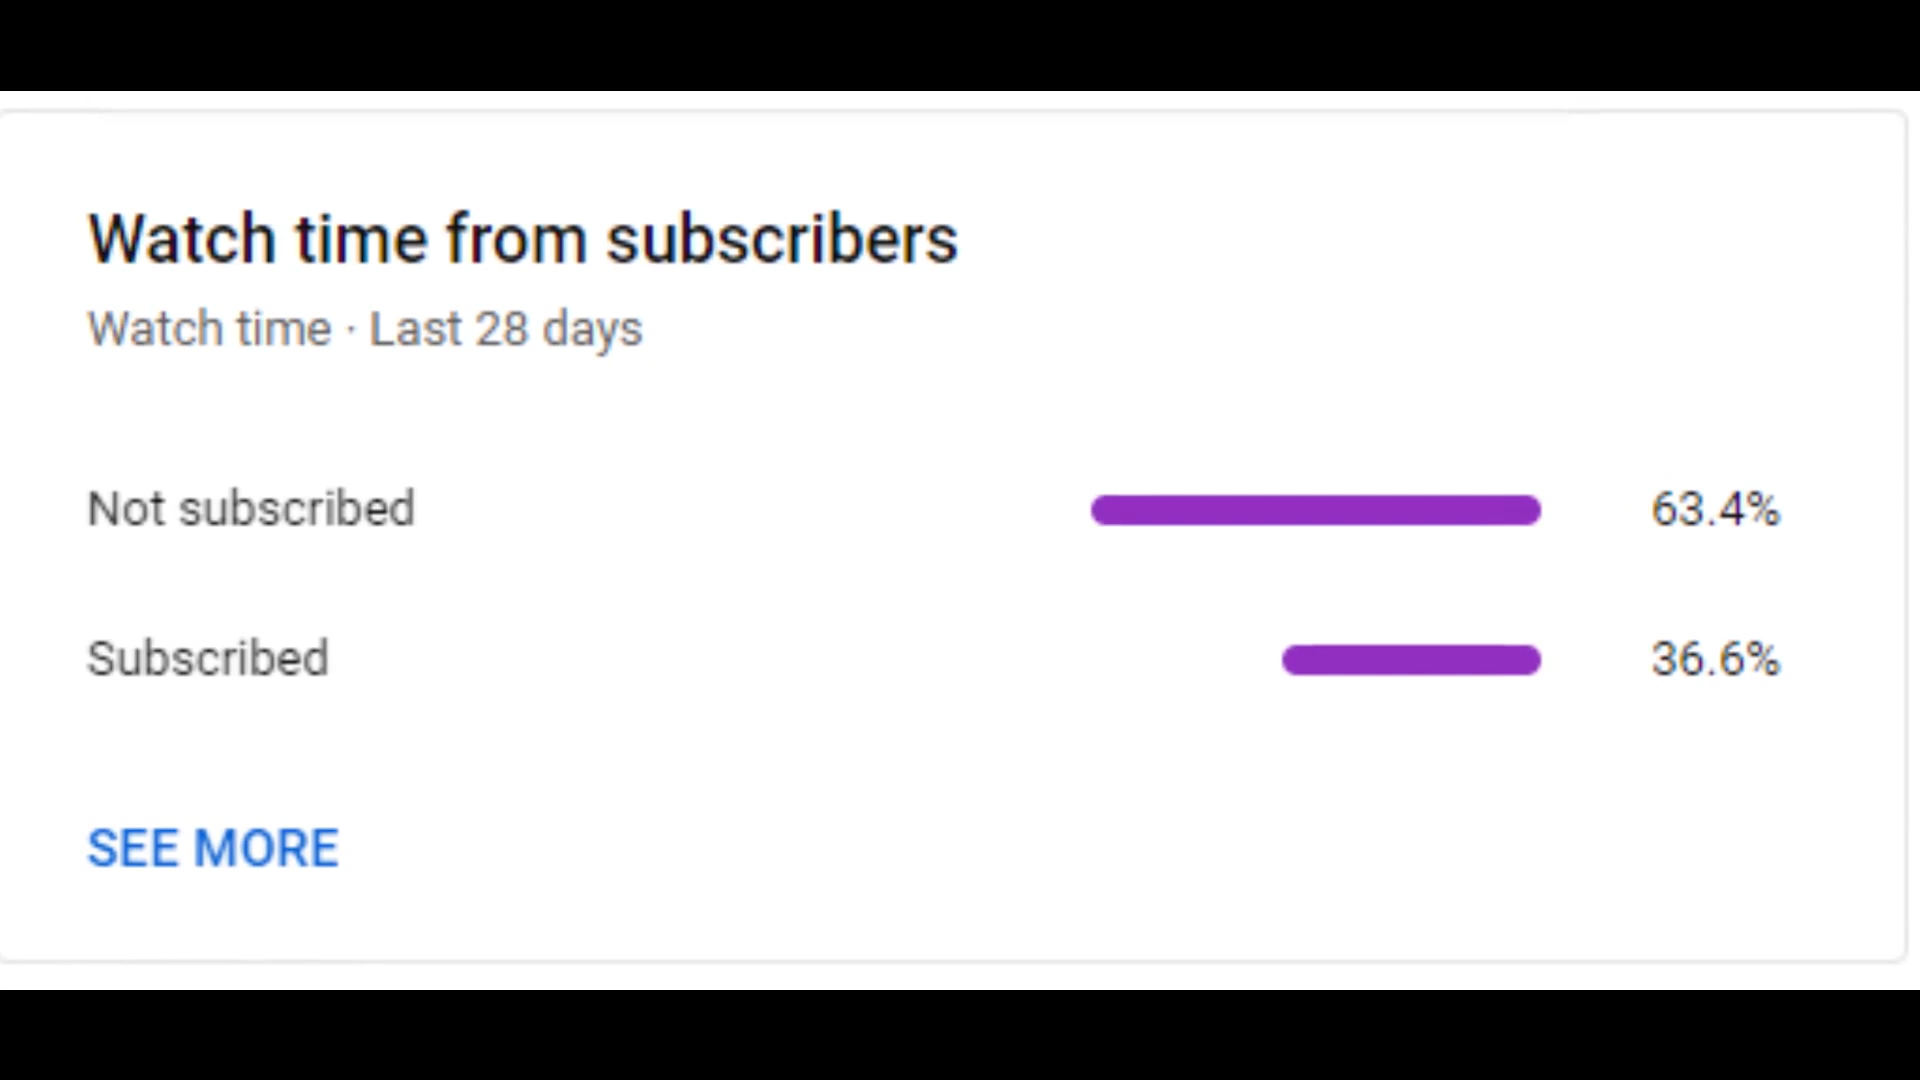 Watch time from subscribers
Watch time · Last 28 days
Not subscribed 63.4%
Subscribed 36.6%
SEE MORE